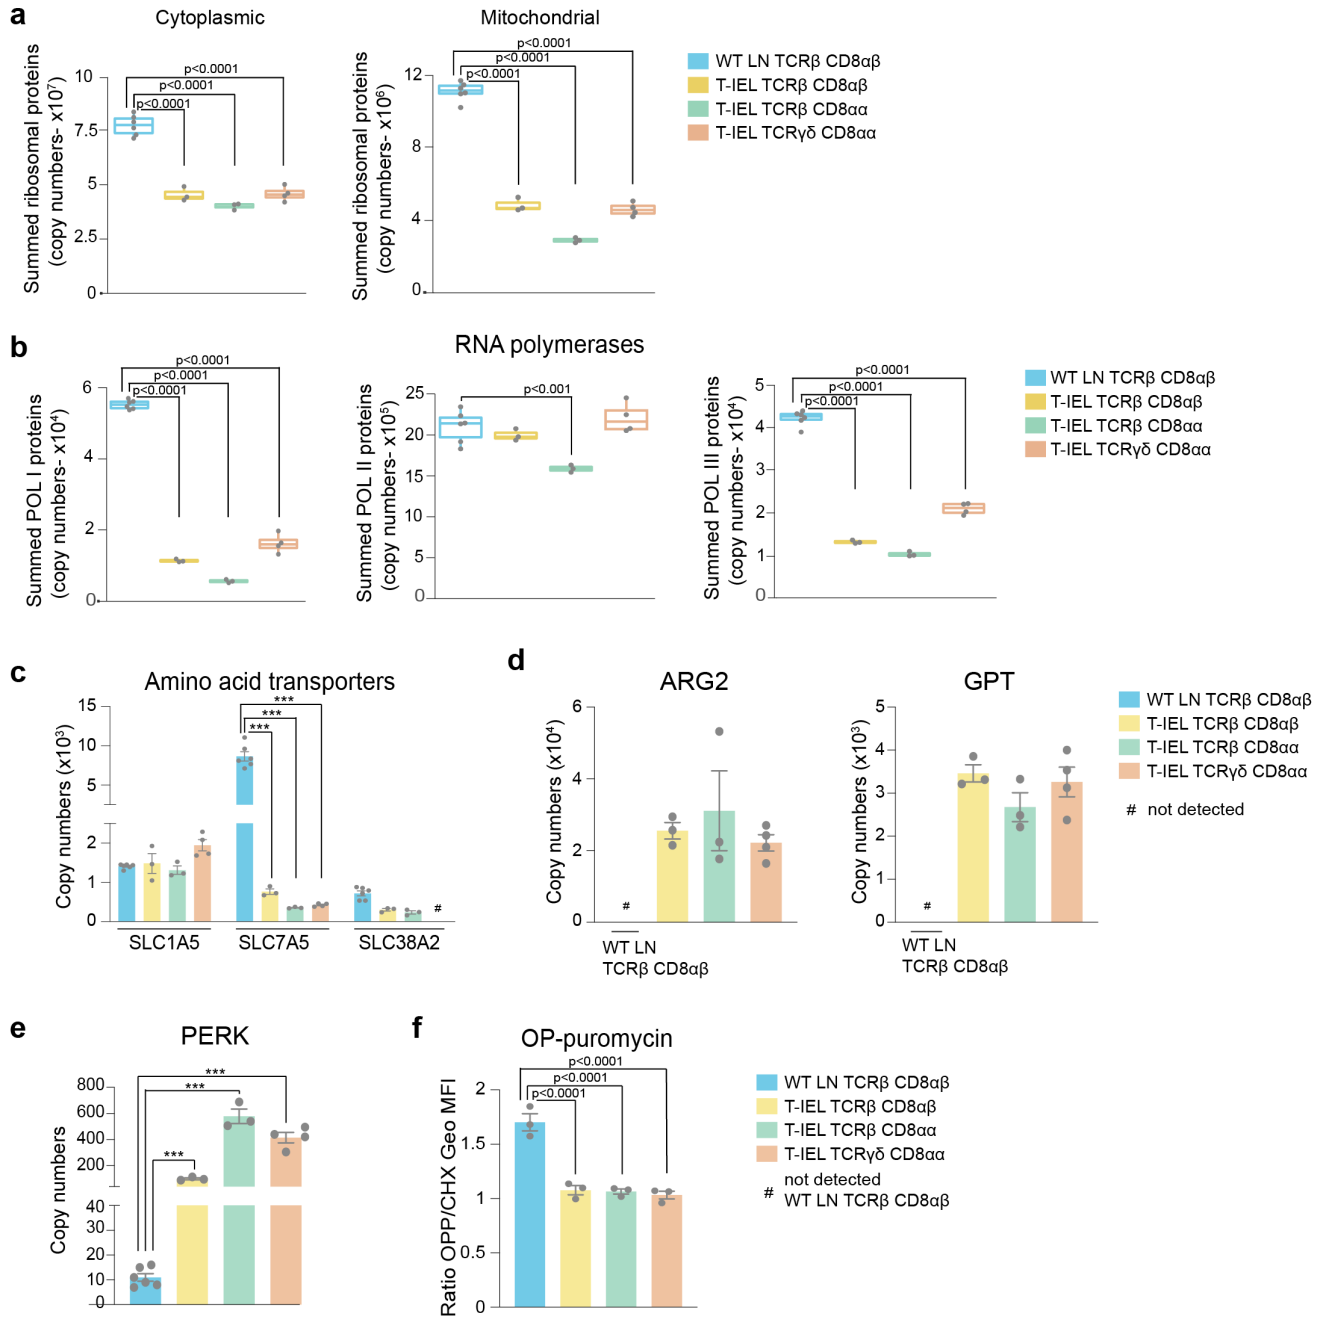 a
Cytoplasmic
Mitochondrial
Summed ribosomal proteins
(copy numbers- x10⁷)
10
7.5
5
2.5
0
p<0.0001
p<0.0001
p<0.0001
Summed ribosomal proteins
(copy numbers- x10⁶)
12
8
4
0
p<0.0001
p<0.0001
p<0.0001
WT LN TCRβ CD8αβ
T-IEL TCRβ CD8αβ
T-IEL TCRβ CD8αα
T-IEL TCRγδ CD8αα
b
RNA polymerases
Summed POL I proteins
(copy numbers- x10⁴)
6
4
2
0
p<0.0001
p<0.0001
p<0.0001
Summed POL II proteins
(copy numbers- x10⁵)
25
20
15
10
5
0
p<0.001
Summed POL III proteins
(copy numbers- x10⁴)
5
4
3
2
1
0
p<0.0001
p<0.0001
p<0.0001
WT LN TCRβ CD8αβ
T-IEL TCRβ CD8αβ
T-IEL TCRβ CD8αα
T-IEL TCRγδ CD8αα
c
Amino acid transporters
Copy numbers (x10³)
15
10
5
2
1
0
***
***
***
#
SLC1A5
SLC7A5
SLC38A2
d
ARG2
Copy numbers (x10⁴)
6
4
2
0
#
WT LN
TCRβ CD8αβ
GPT
Copy numbers (x10³)
5
4
3
2
1
0
#
WT LN
TCRβ CD8αβ
WT LN TCRβ CD8αβ
T-IEL TCRβ CD8αβ
T-IEL TCRβ CD8αα
T-IEL TCRγδ CD8αα
# not detected
e
PERK
Copy numbers
800
600
400
200
40
30
20
10
0
***
***
***
f
OP-puromycin
Ratio OPP/CHX Geo MFI
2
1.5
1
0.5
0
p<0.0001
p<0.0001
p<0.0001
WT LN TCRβ CD8αβ
T-IEL TCRβ CD8αβ
T-IEL TCRβ CD8αα
T-IEL TCRγδ CD8αα
# not detected
WT LN TCRβ CD8αβ